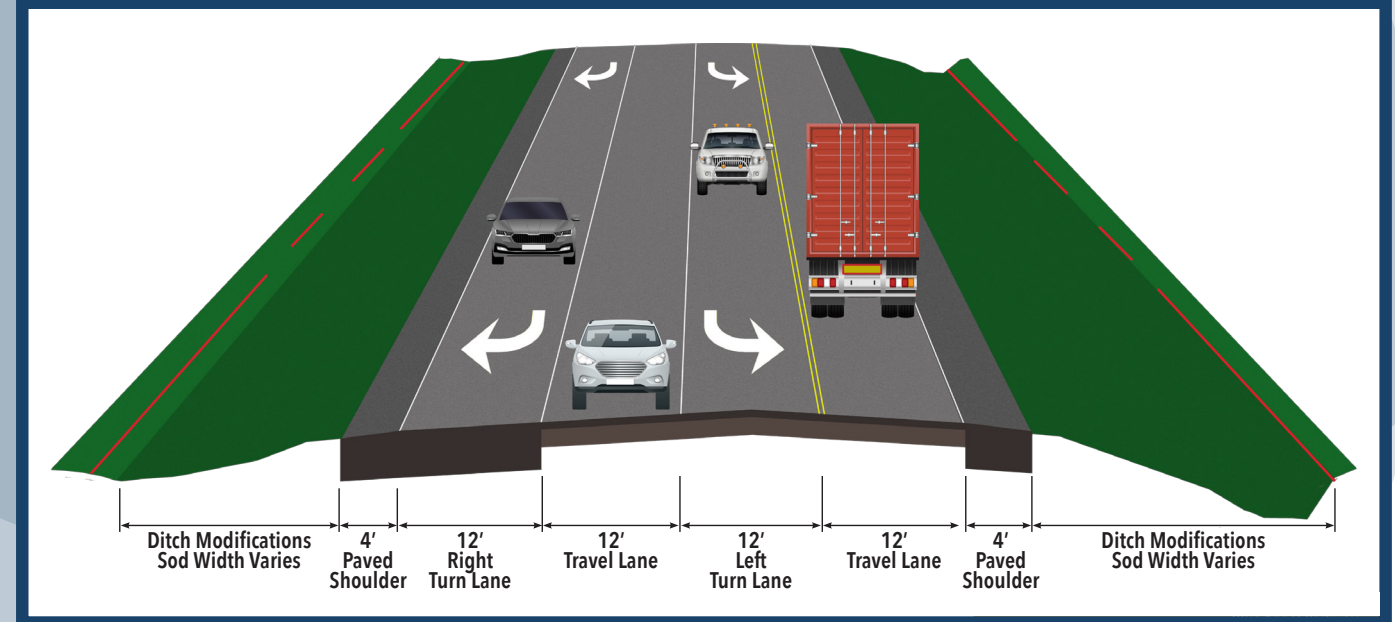 Ditch Modifications
Sod Width Varies
4'
Paved
Shoulder
12'
Right
Turn Lane
12'
Travel Lane
12'
Left
Turn Lane
12'
Travel Lane
4'
Paved
Shoulder
Ditch Modifications
Sod Width Varies